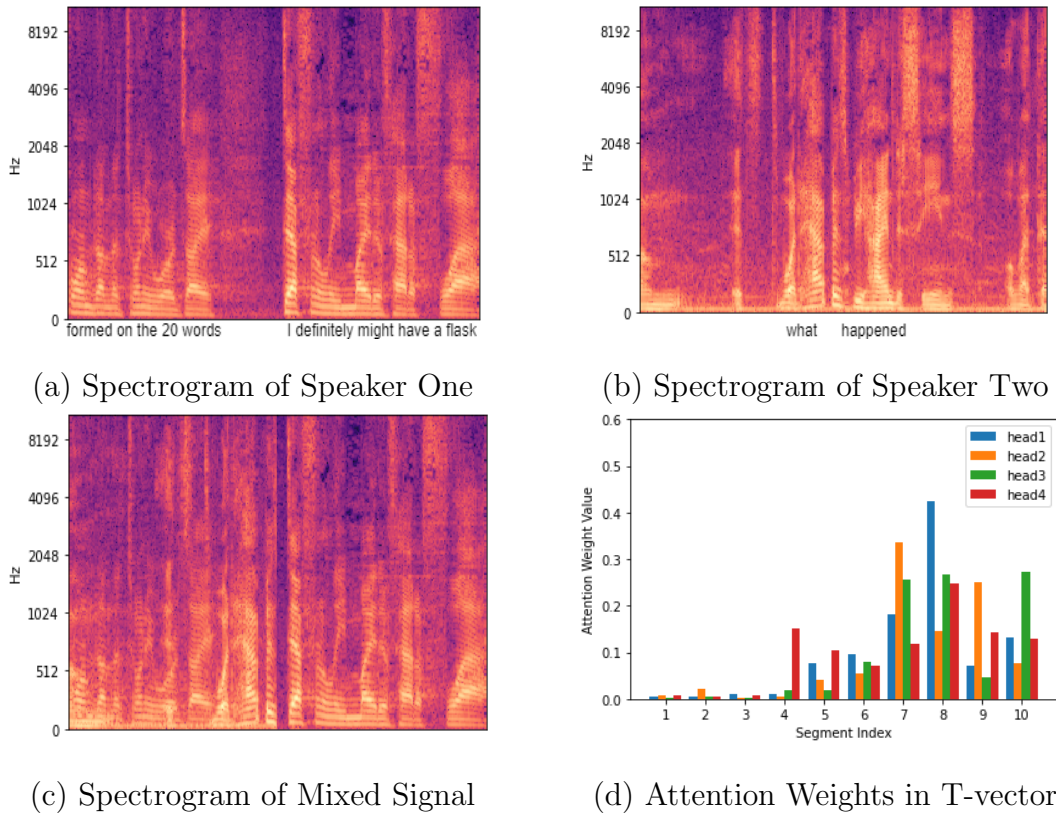 8192
4096
2048
1024
512
0
Hz
formed on the 20 words I definitely might have a flask
(a) Spectrogram of Speaker One
8192
4096
2048
1024
512
0
Hz
what happened
(b) Spectrogram of Speaker Two
8192
4096
2048
1024
512
0
Hz
(c) Spectrogram of Mixed Signal
0.6
0.5
0.4
0.3
0.2
0.1
0.0
Attention Weight Value
head1
head2
head3
head4
1 2 3 4 5 6 7 8 9 10
Segment Index
(d) Attention Weights in T-vector